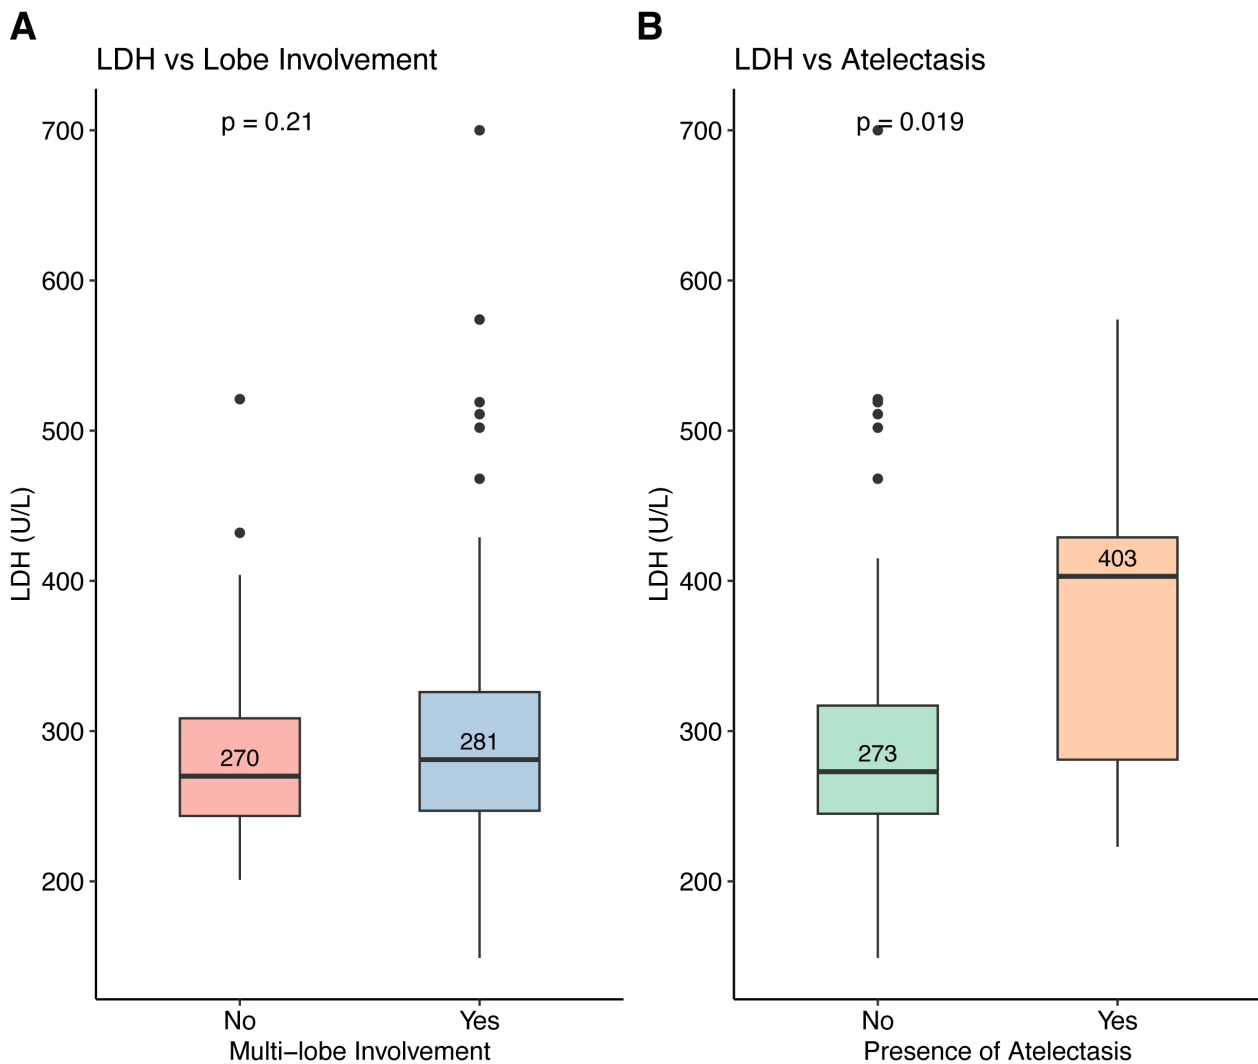 A
LDH vs Lobe Involvement
p = 0.21
700
600
500
400
300
200
LDH (U/L)
270
281
No
Yes
Multi–lobe Involvement
B
LDH vs Atelectasis
p = 0.019
700
600
500
400
300
200
LDH (U/L)
273
403
No
Yes
Presence of Atelectasis